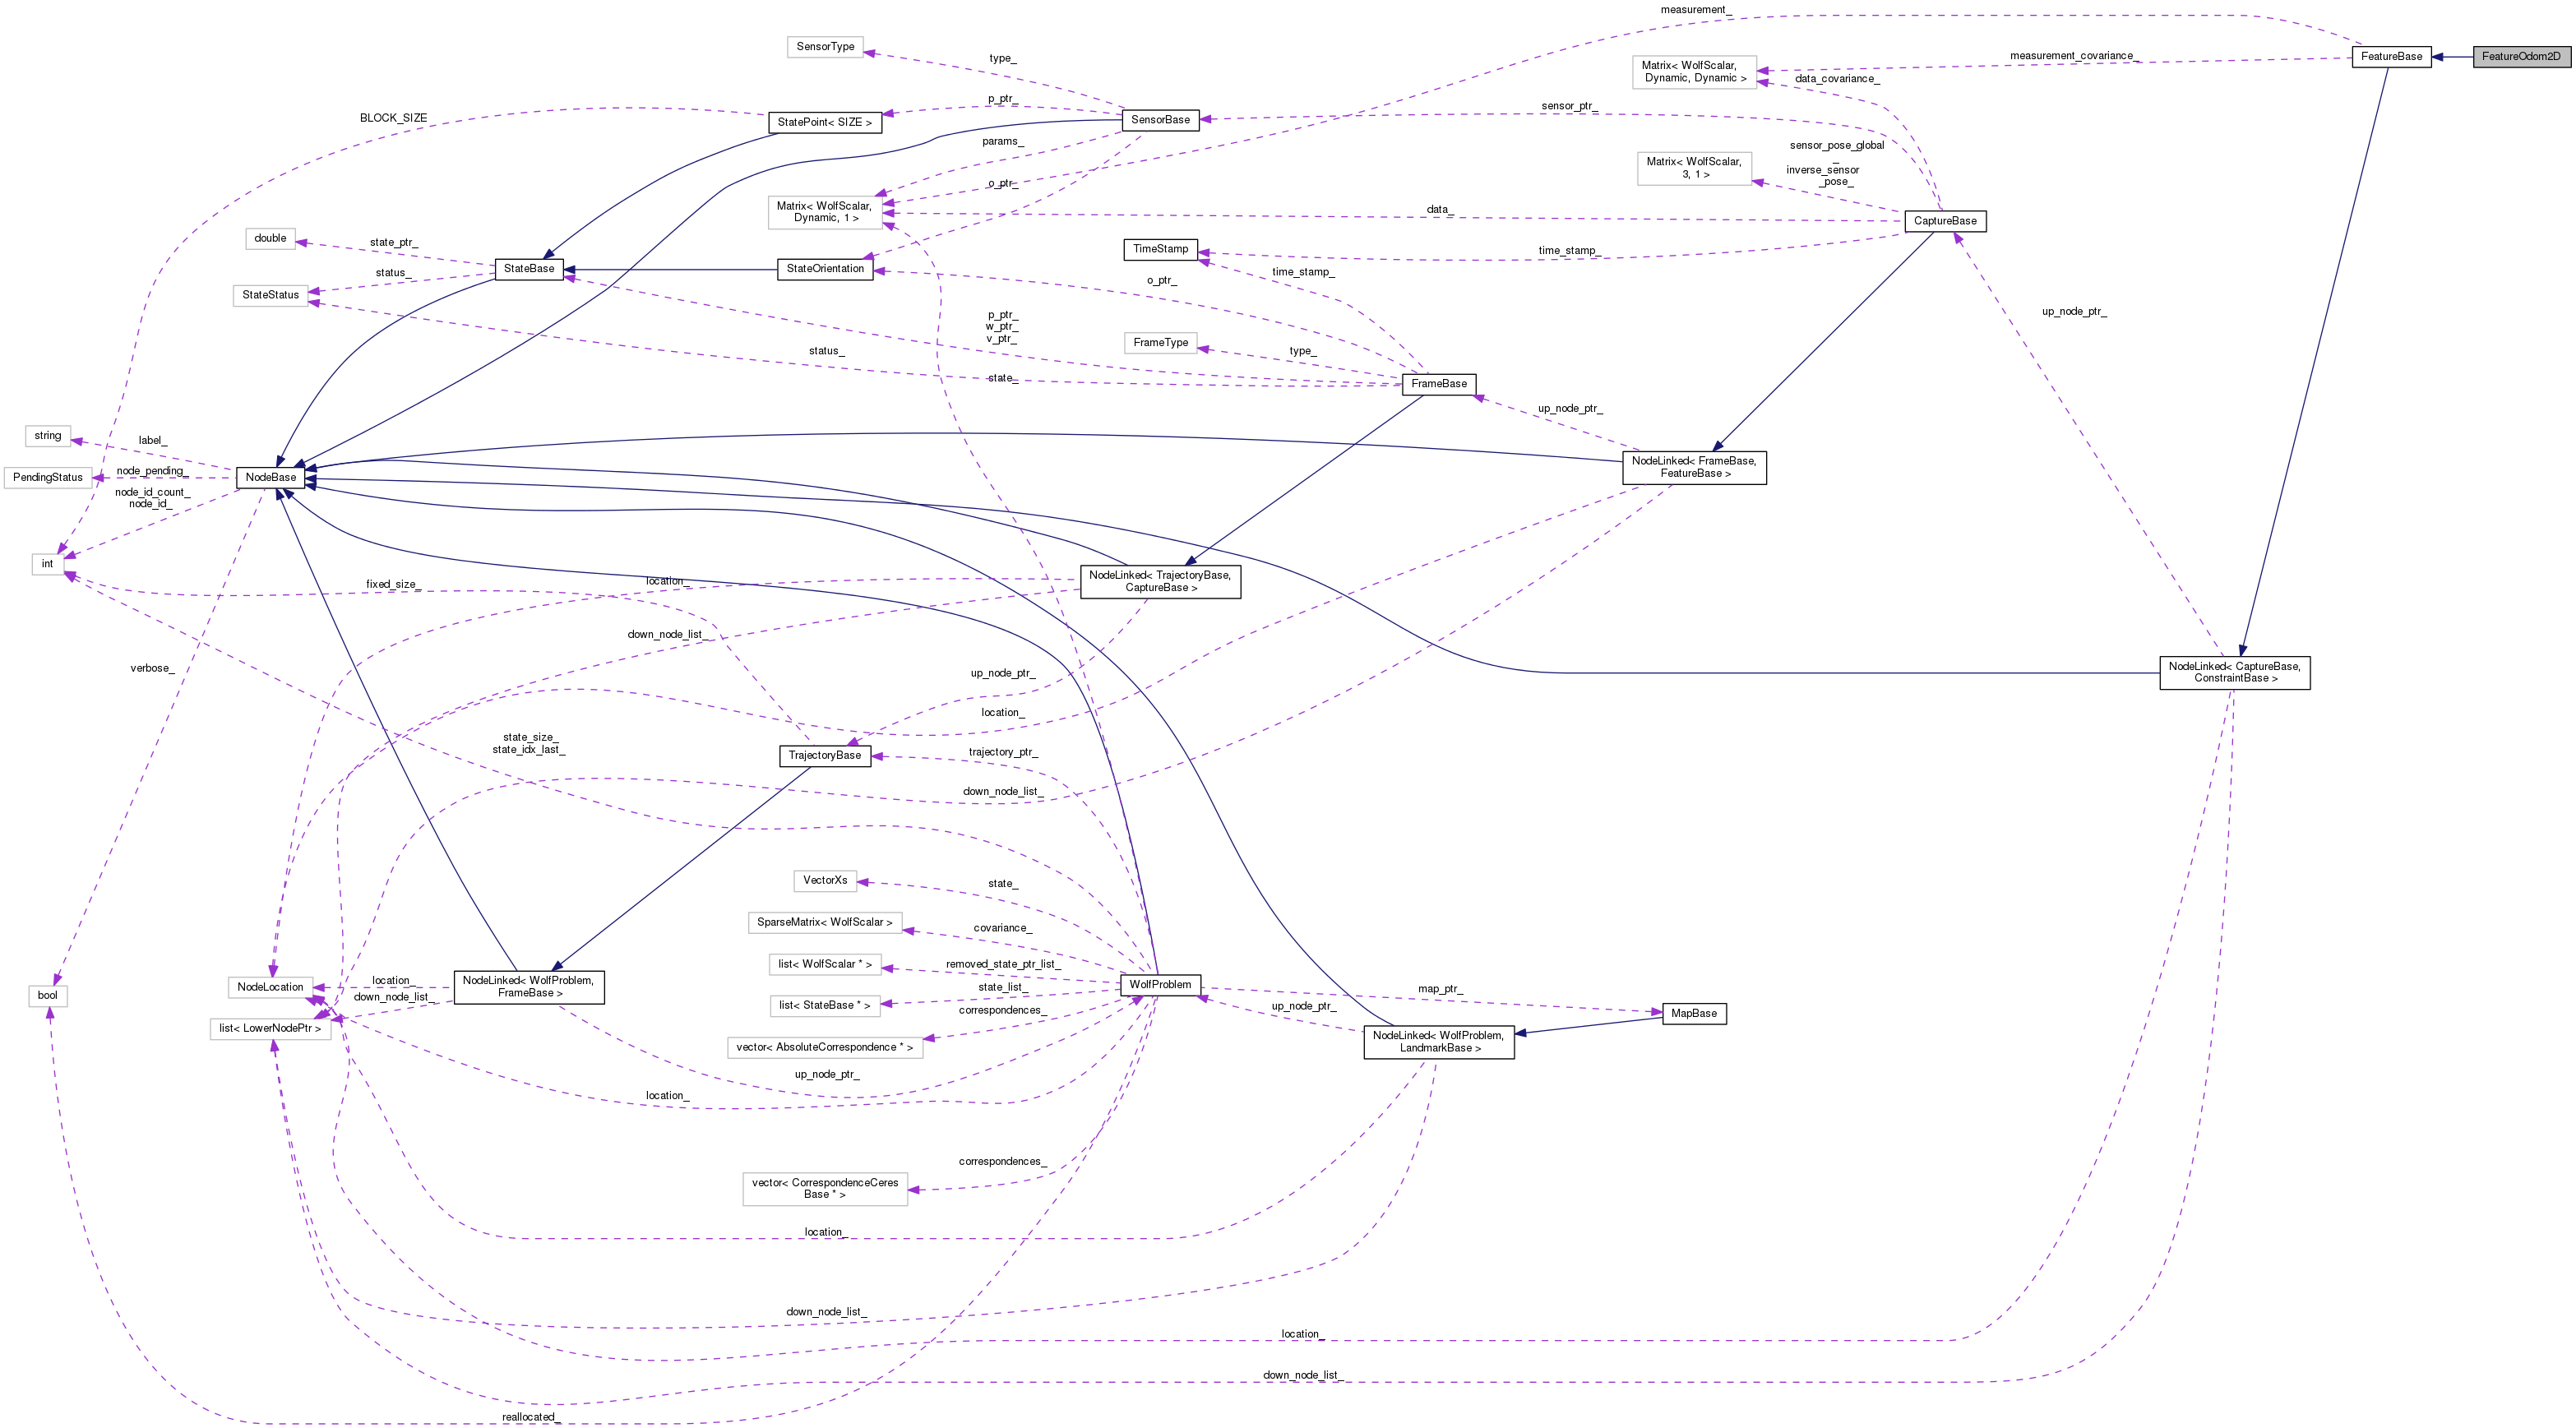 measurement_
SensorType
FeatureBase
FeatureOdom2D
type_
measurement_covariance_
Matrix< WolfScalar,
Dynamic, Dynamic >
data_covariance_
p_ptr_
sensor_ptr_
BLOCK_SIZE
StatePoint< SIZE >
SensorBase
params_
sensor_pose_global
_
inverse_sensor
_pose_
Matrix< WolfScalar,
3, 1 >
o_ptr_
Matrix< WolfScalar,
Dynamic, 1 >
data_
CaptureBase
double
state_ptr_
TimeStamp
time_stamp_
StateBase
StateOrientation
status_
time_stamp_
o_ptr_
StateStatus
up_node_ptr_
p_ptr_
w_ptr_
v_ptr_
FrameType
type_
status_
state_
FrameBase
up_node_ptr_
string
label_
NodeLinked< FrameBase,
FeatureBase >
PendingStatus
node_pending_
NodeBase
node_id_count_
node_id_
int
fixed_size_
location_
NodeLinked< TrajectoryBase,
CaptureBase >
down_node_list_
verbose_
up_node_ptr_
NodeLinked< CaptureBase,
ConstraintBase >
location_
state_size_
state_idx_last_
TrajectoryBase
trajectory_ptr_
down_node_list_
VectorXs
state_
SparseMatrix< WolfScalar >
covariance_
list< WolfScalar * >
removed_state_ptr_list_
NodeLocation
location_
NodeLinked< WolfProblem,
FrameBase >
WolfProblem
state_list_
map_ptr_
bool
down_node_list_
list< StateBase * >
correspondences_
up_node_ptr_
MapBase
list< LowerNodePtr >
vector< AbsoluteCorrespondence * >
NodeLinked< WolfProblem,
LandmarkBase >
up_node_ptr_
location_
correspondences_
vector< CorrespondenceCeres
Base * >
location_
down_node_list_
location_
down_node_list_
reallocated_